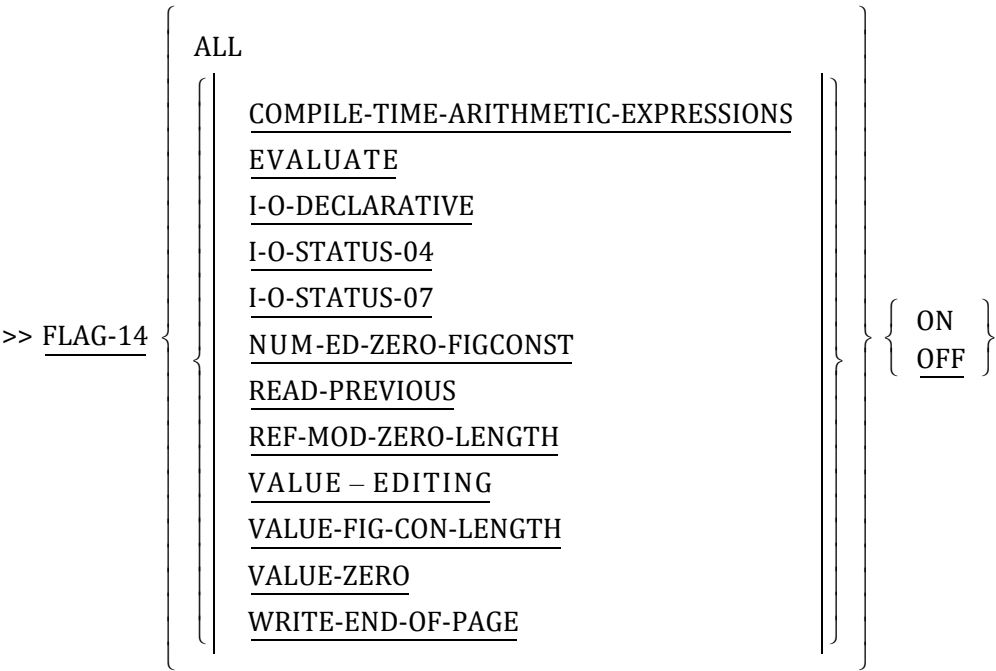 ALL
COMPILE-TIME-ARITHMETIC-EXPRESSIONS
EVALUATE
I-O-DECLARATIVE
I-O-STATUS-04
I-O-STATUS-07
>> FLAG-14
NUM-ED-ZERO-FIGCONST
READ-PREVIOUS
REF-MOD-ZERO-LENGTH
VALUE – EDITING
VALUE-FIG-CON-LENGTH
VALUE-ZERO
WRITE-END-OF-PAGE
ON
OFF